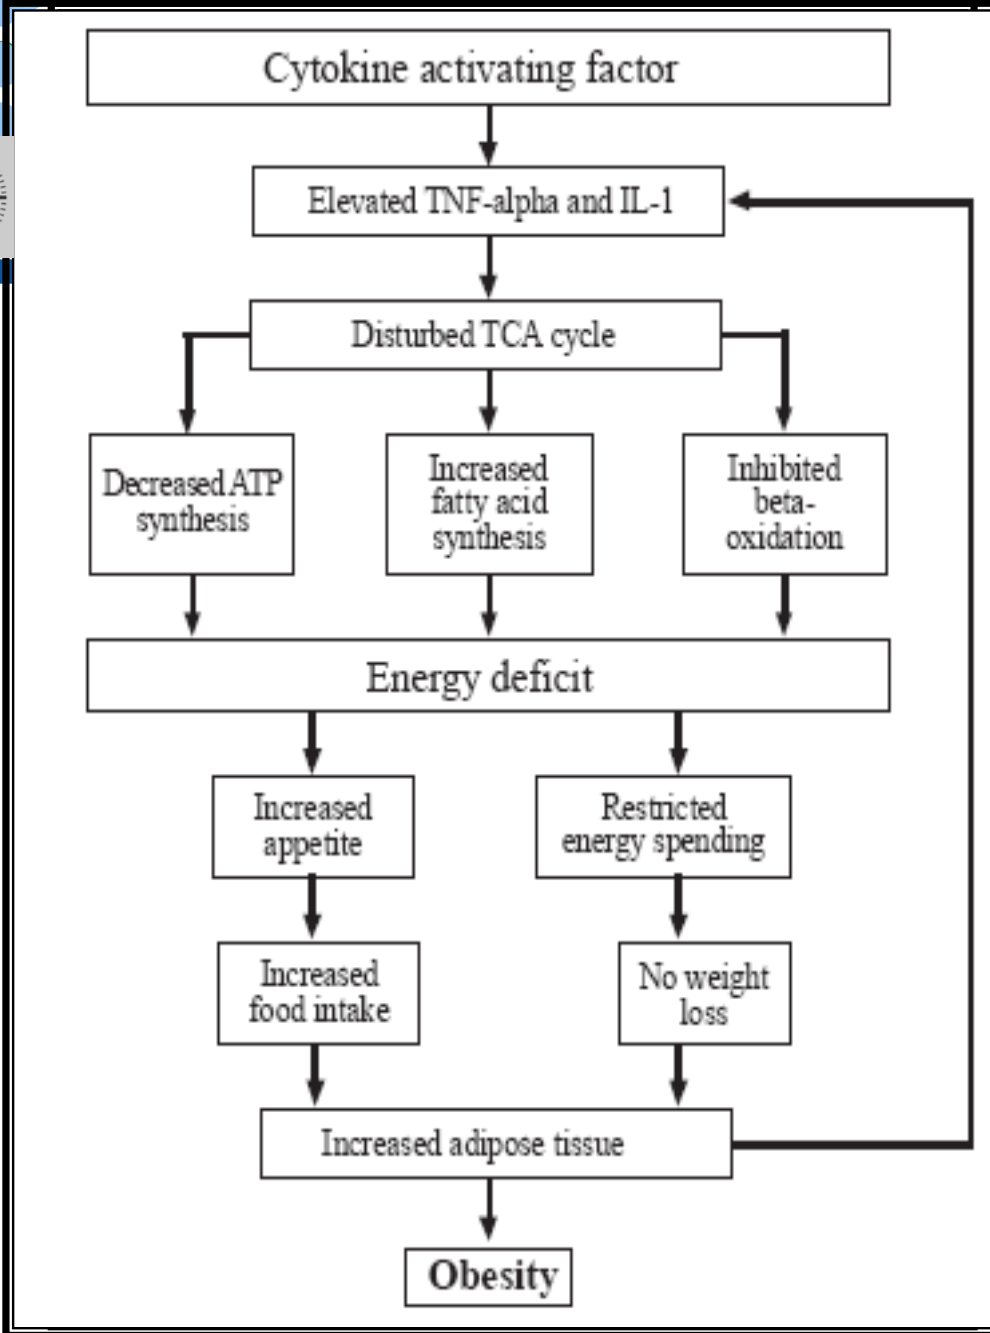 Cytokine activating factor
Elevated TNF-alpha and IL-1
Disturbed TCA cycle
Decreased ATP
synthesis
Increased
fatty acid
synthesis
Inhibited
beta-
oxidation
Energy deficit
Increased
appetite
Restricted
energy spending
Increased
food intake
No weight
loss
Increased adipose tissue
Obesity